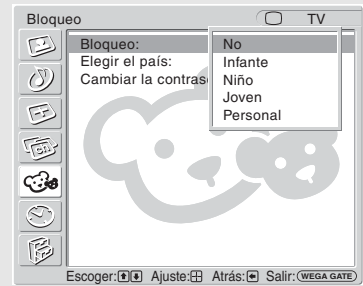 Bloqueo TV
Bloqueo: No
Elegir el país: Infante
Cambiar la contras Niño
Joven
Personal
Escoger: Ajuste: Atrás: Salir: WEGA GATE